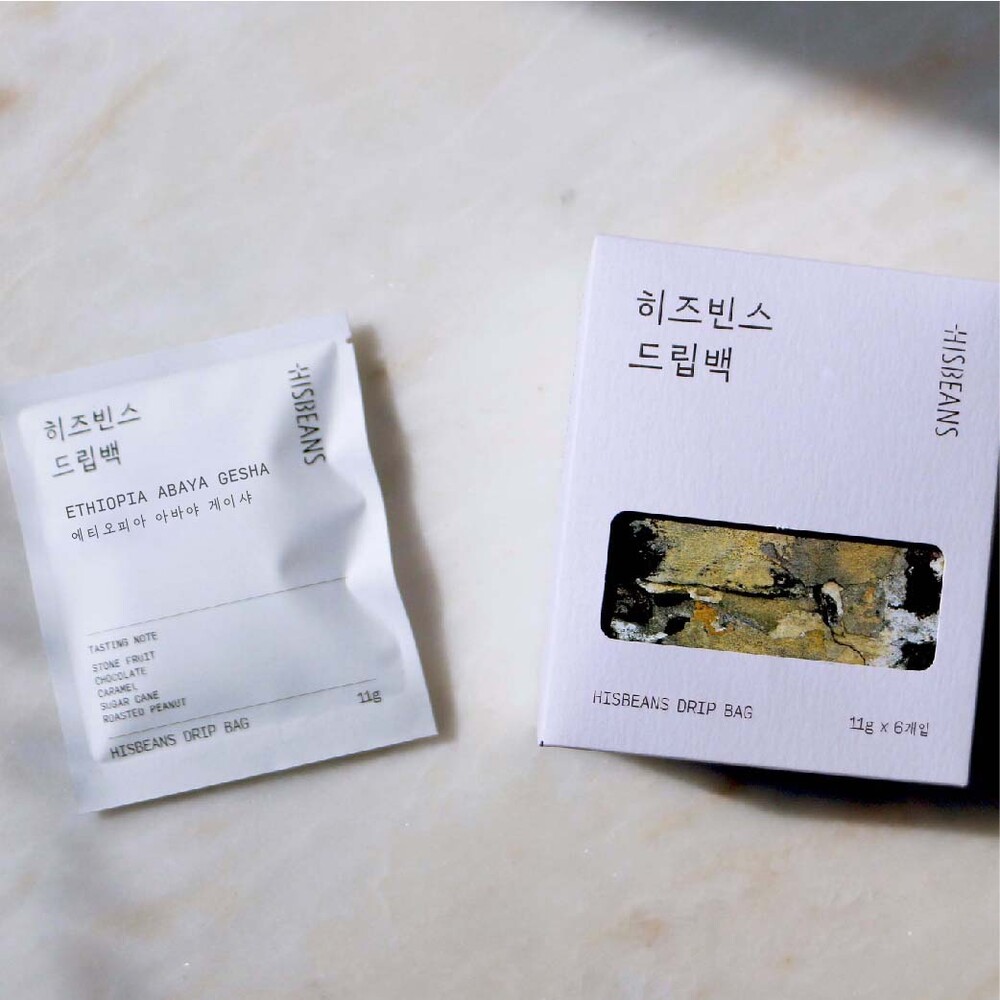 히즈빈스
드립백
HISBEANS
ETHIOPIA ABAYA GESHA
에티오피아 아바야 게이샤
TASTING NOTE
STONE FRUIT
CHOCOLATE
CARAMEL
SUGAR CANE
ROASTED PEANUT
11g
HISBEANS DRIP BAG
히즈빈스
드립백
HISBEANS
HISBEANS DRIP BAG
11g x 6개입